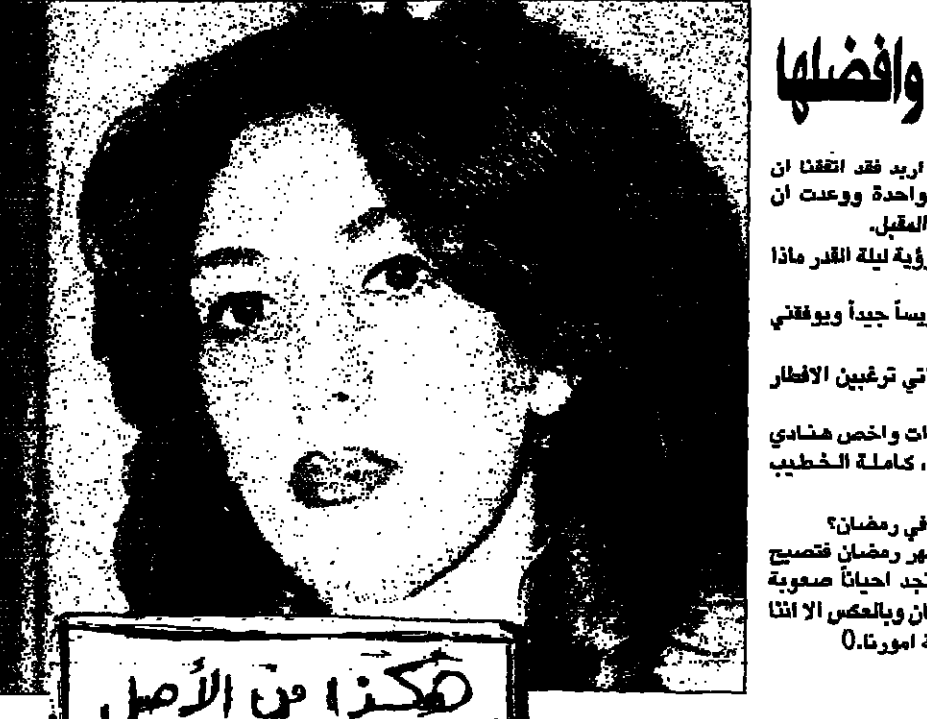 وافضلها
اريد فقد اتفقنا ان
واحدة ووعدت ان
المقبل.
رؤية ليلة القدر ماذا
يساً جيداً ويوفقني
اتي ترغبين الافطار
ات واخص هنادي
، كاملة الخطيب
في رمضان؟
هر رمضان فتصبح
تجد احياناً صعوبة
ان وبالعكس الا اننا
ة امورنا.()
هكذا من الأصل